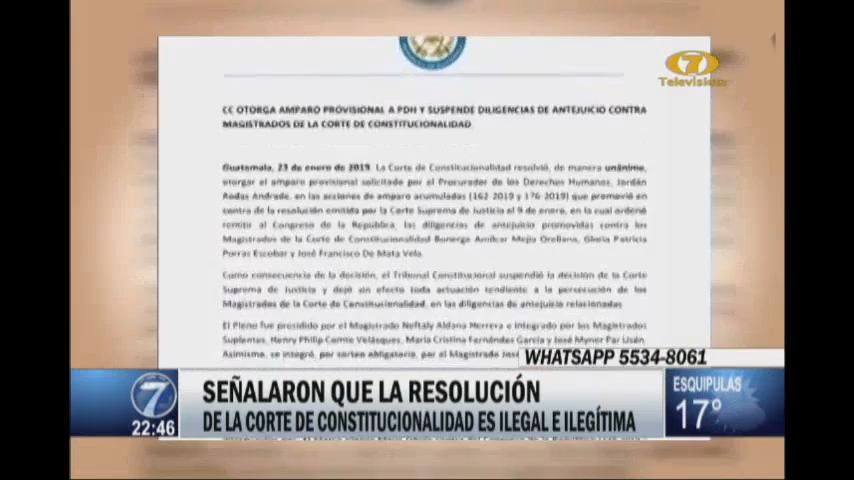 7
Televisión
CC OTORGA AMPARO PROVISIONAL A PDH Y SUSPENDE DILIGENCIAS DE ANTEJUICIO CONTRA
MAGISTRADOS DE LA CORTE DE CONSTITUCIONALIDAD
Guatemala, 23 de enero de 2019. La Corte de Constitucionalidad resolvió, de manera unánime,
otorgar el amparo provisional solicitado por el Procurador de los Derechos Humanos, Jordán
Rodas Andrade, en las acciones de amparo acumuladas (162-2019 y 176-2019) que promovió en
contra de la resolución emitida por la Corte Suprema de Justicia el 9 de enero, en la cual ordenó
remitir al Congreso de la República, las diligencias de antejuicio promovidas contra los
Magistrados de la Corte de Constitucionalidad Bonerge Amílcar Mejía Orellana, Gloria Patricia
Porras Escobar y José Francisco De Mata Vela.
Como consecuencia de la decisión, el Tribunal Constitucional suspendió la decisión de la Corte
Suprema de Justicia y dejó sin efecto toda actuación tendiente a la persecución de los
Magistrados de la Corte de Constitucionalidad, en las diligencias de antejuicio relacionadas
El Pleno fue presidido por el Magistrado Neftaly Aldana Herrera e integrado por los Magistrados
Suplentes, Henry Philip Comte Velásquez, María Cristina Fernández García y José Mynor Par Usén.
Asimismo, se integró, por sorteo obligatorio, por el Magistrado José
WHATSAPP 5534-8061
7
22:46
SEÑALARON QUE LA RESOLUCIÓN
DE LA CORTE DE CONSTITUCIONALIDAD ES ILEGAL E ILEGÍTIMA
ESQUIPULAS
17°